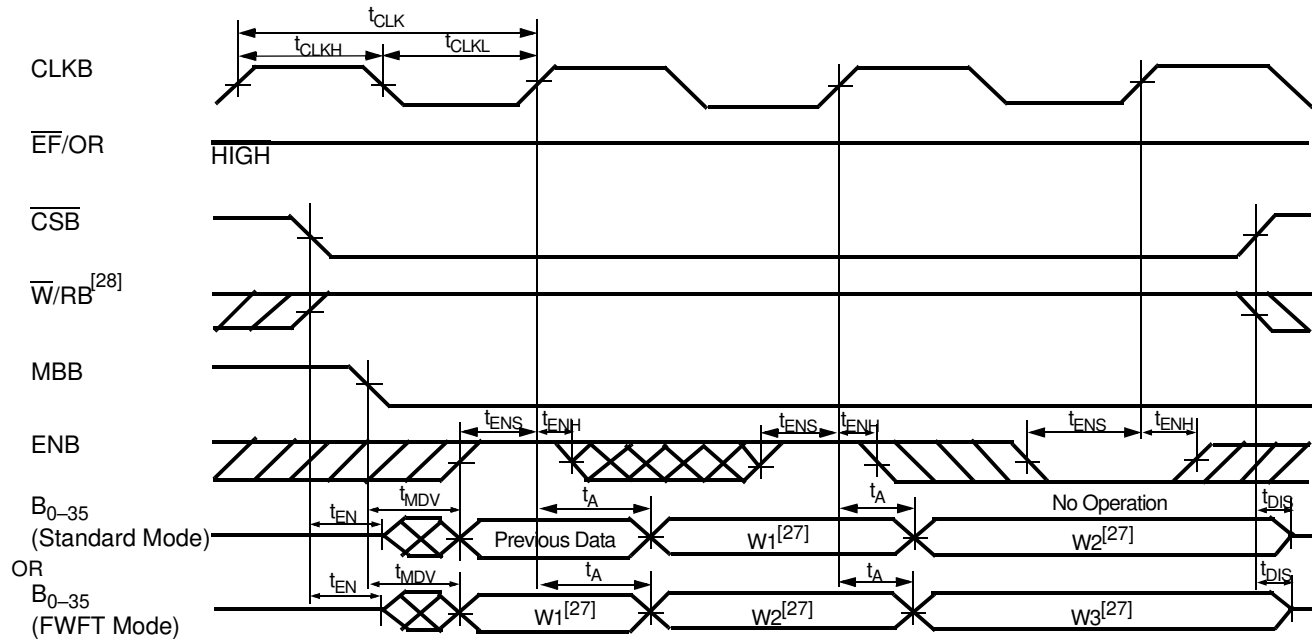 tCLK
tCLKH tCLKL
CLKB
EF/OR HIGH
CSB
W/RB[28]
MBB
tENS tENH tENS tENH tENS tENH
ENB
tMDV tA tA No Operation
B0–35 tEN tDIS
(Standard Mode) Previous Data W1[27] W2[27]
OR
tMDV tA tA tDIS
B0–35 tEN
(FWFT Mode) W1[27] W2[27] W3[27]